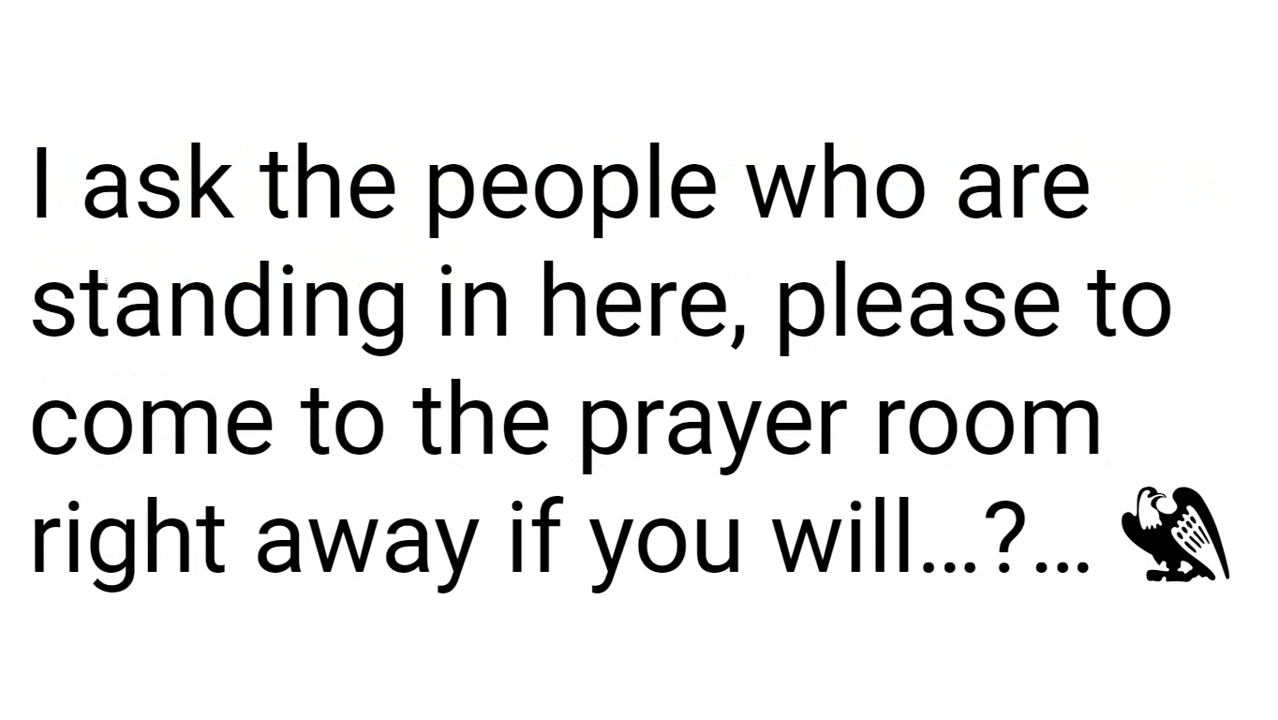 I ask the people who are
standing in here, please to
come to the prayer room
right away if you will...?...